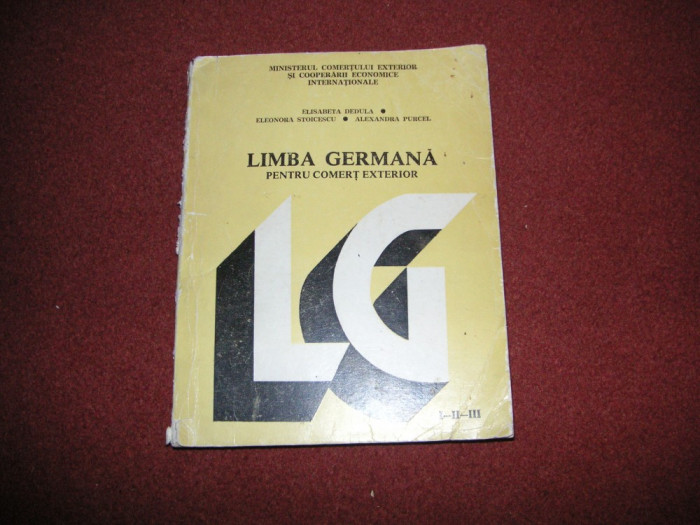 MINISTERUL COMERȚULUI EXTERIOR
ȘI COOPERĂRII ECONOMICE
INTERNAȚIONALE
ELISABETA DEDULA ●
ELEONORA STOICESCU ● ALEXANDRA PURCEL
LIMBA GERMANĂ
PENTRU COMERȚ EXTERIOR
LG
I—II—III